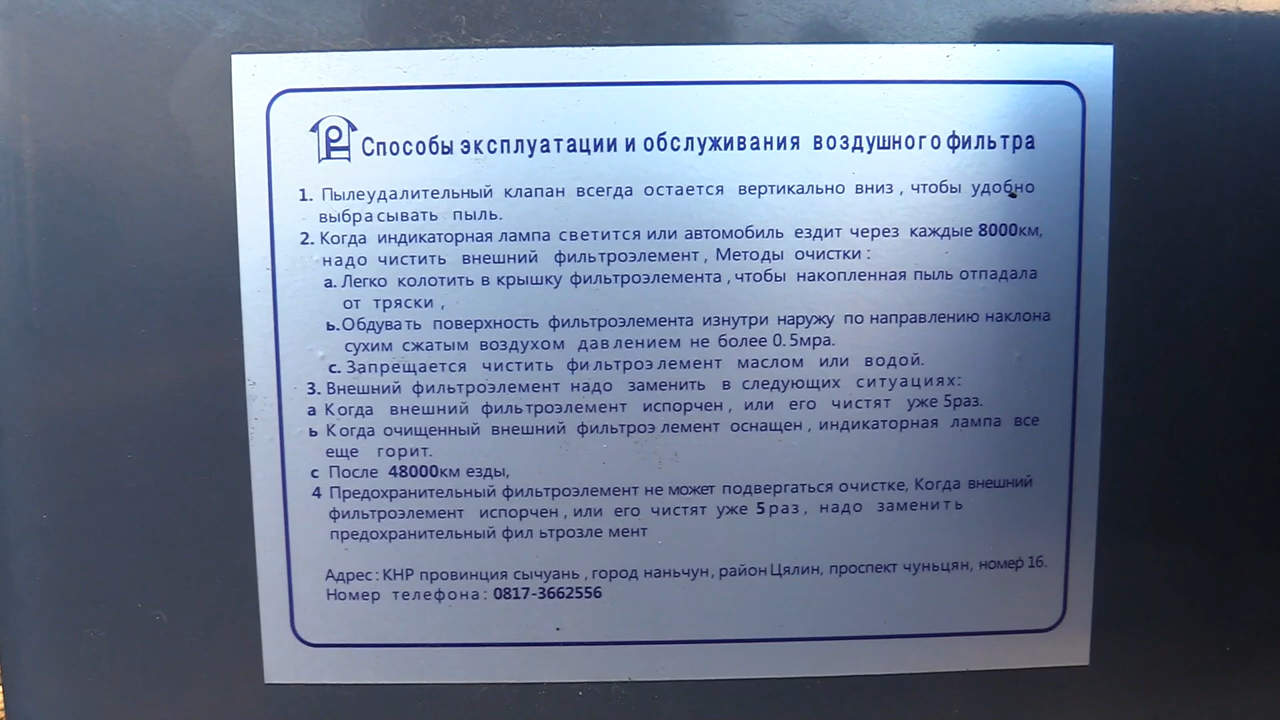 Способы эксплуатации и обслуживания воздушного фильтра
1. Пылеудалительный клапан всегда остается вертикально вниз, чтобы удобно
выбрасывать пыль.
2. Когда индикаторная лампа светится или автомобиль ездит через каждые 8000км,
надо чистить внешний фильтроэлемент, Методы очистки:
a. Легко колотить в крышку фильтроэлемента, чтобы накопленная пыль отпадала
от тряски,
ь. Обдувать поверхность фильтроэлемента изнутри наружу по направлению наклона
сухим сжатым воздухом давлением не более 0.5мра.
c. Запрещается чистить фильтроэлемент маслом или водой.
3. Внешний фильтроэлемент надо заменить в следующих ситуациях:
a Когда внешний фильтроэлемент испорчен, или его чистят уже 5раз.
ь Когда очищенный внешний фильтроэлемент оснащен, индикаторная лампа все
еще горит.
c После 48000км езды,
4 Предохранительный фильтроэлемент не может подвергаться очистке, Когда внешний
фильтроэлемент испорчен, или его чистят уже 5раз, надо заменить
предохранительный фил ьтрозле мент
Адрес: КНР провинция сычуань, город наньчун, район Цялин, проспект чуньцян, номер 16.
Номер телефона: 0817-3662556